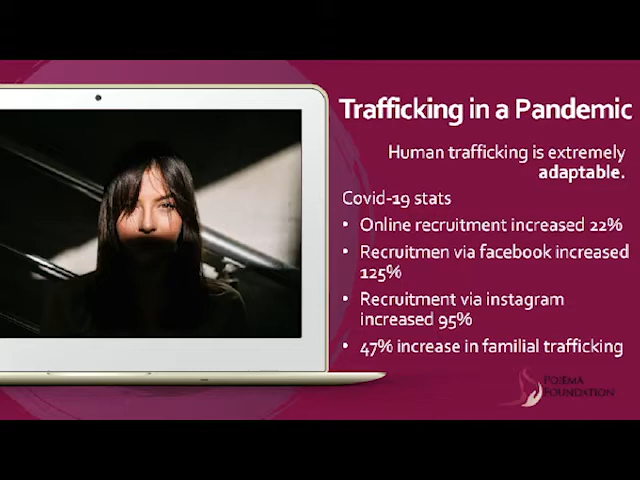 Trafficking in a Pandemic
Human trafficking is extremely
adaptable.
Covid-19 stats
• Online recruitment increased 22%
• Recruitmen via facebook increased
125%
• Recruitment via instagram
increased 95%
• 47% increase in familial trafficking
POIEMA
FOUNDATION